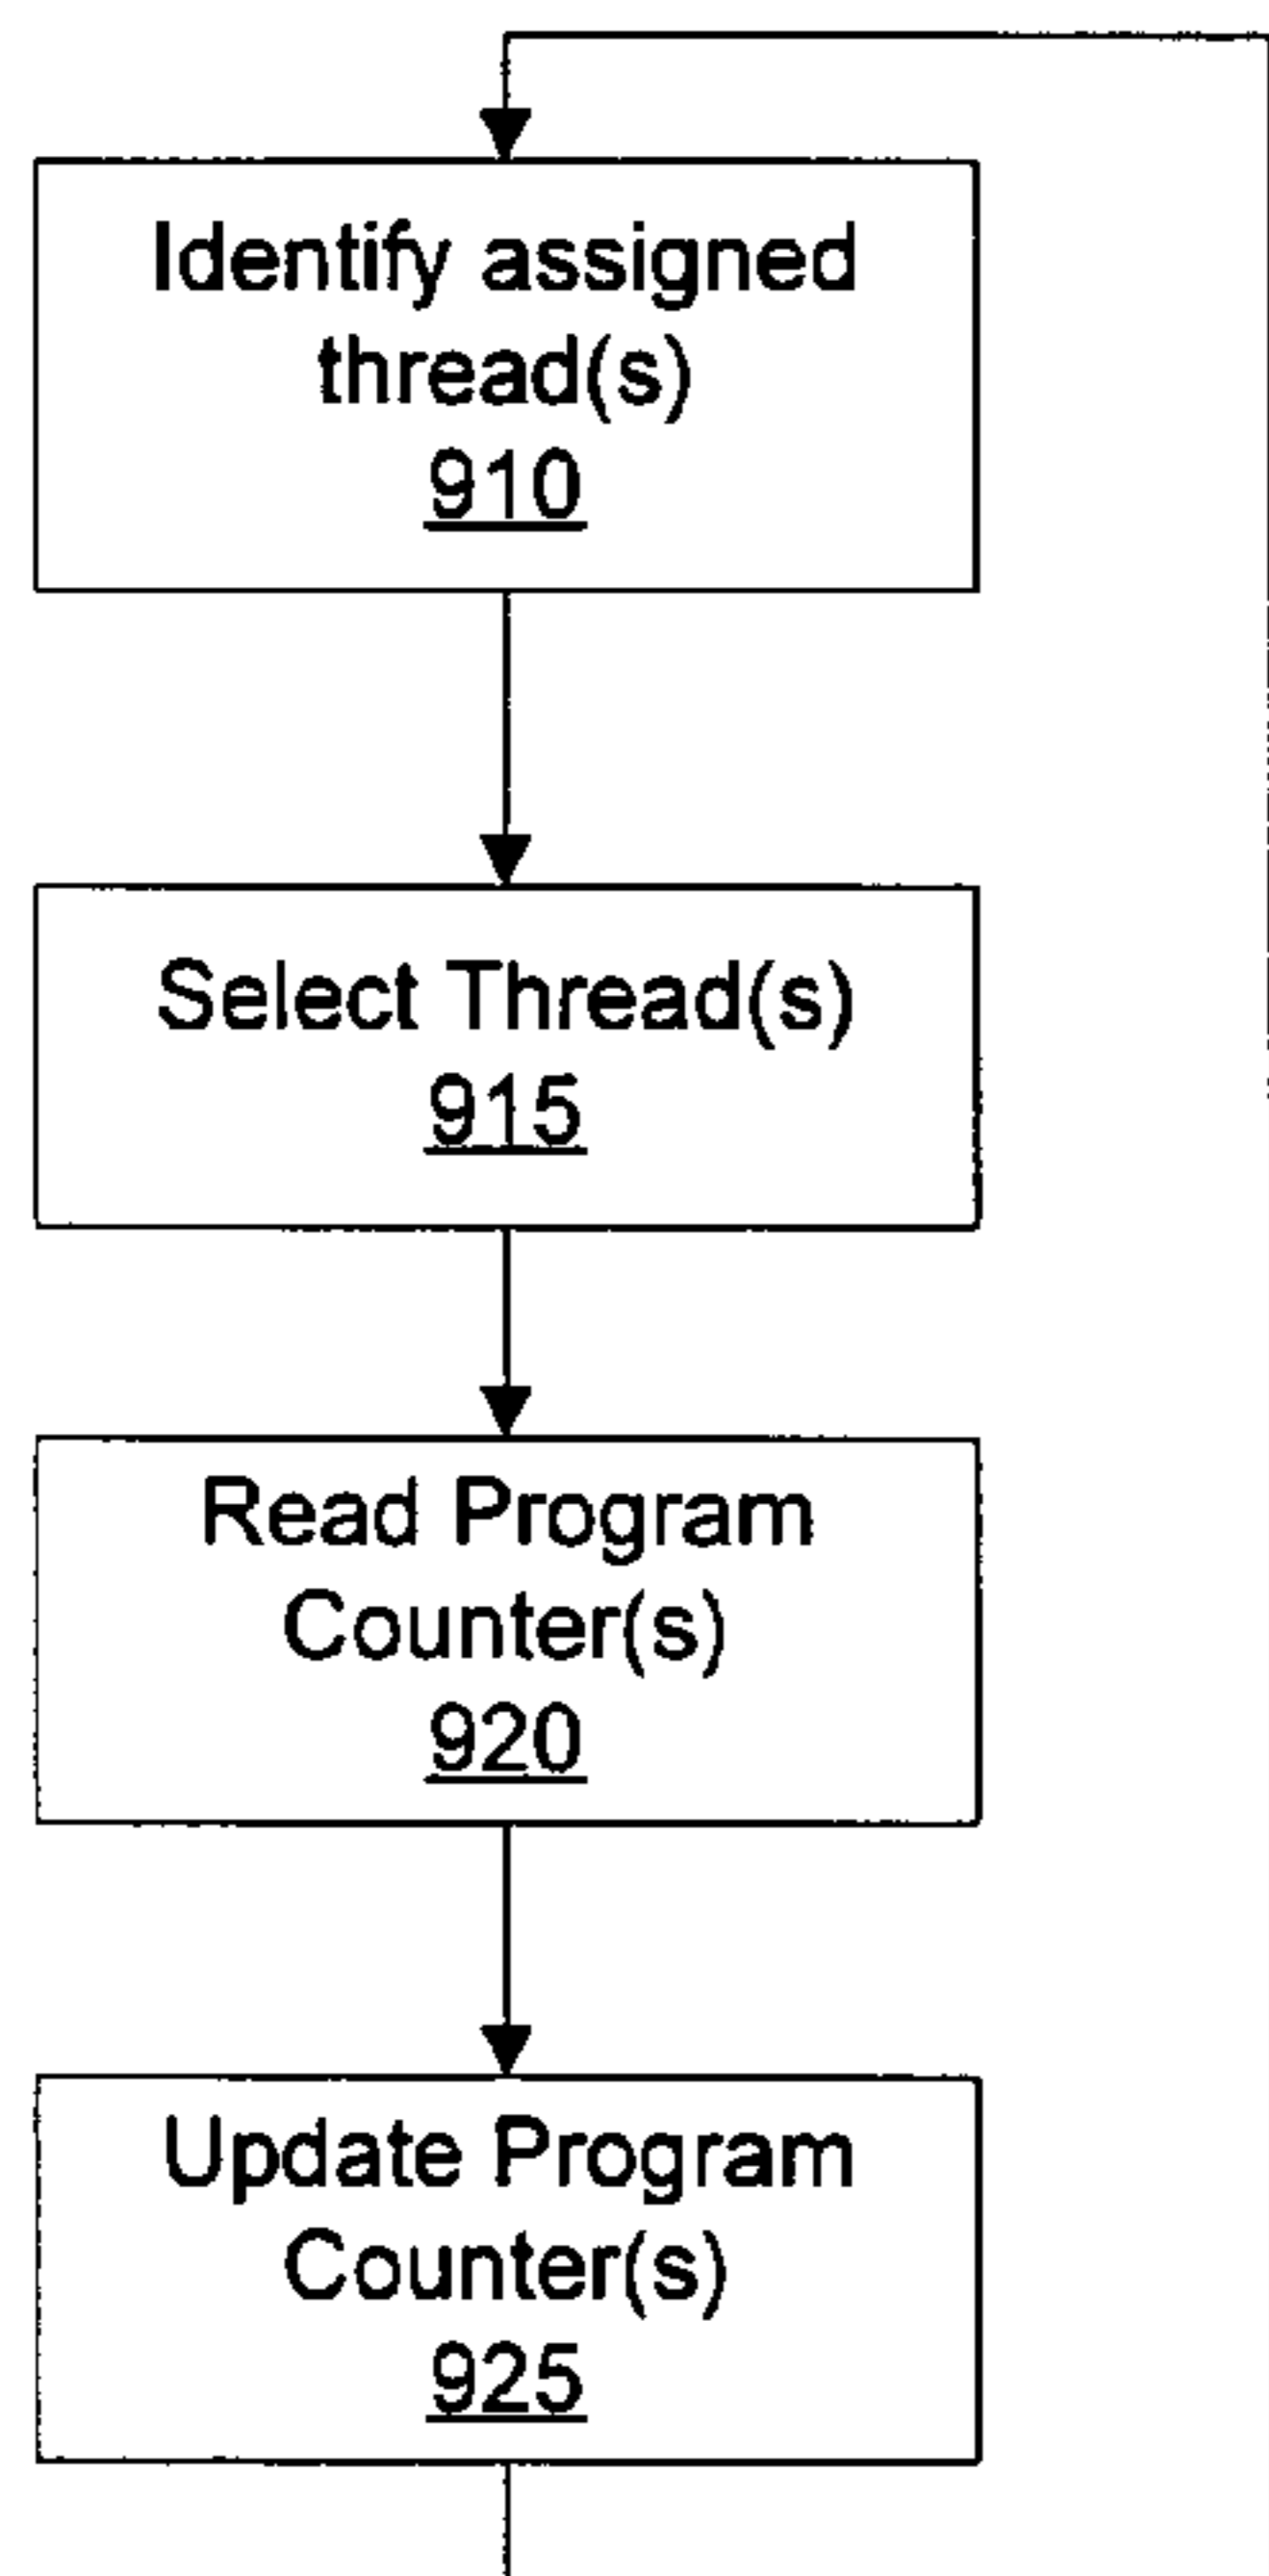 Identify assigned
thread(s)
910
Select Thread(s)
915
Read Program
Counter(s)
920
Update Program
Counter(s)
925